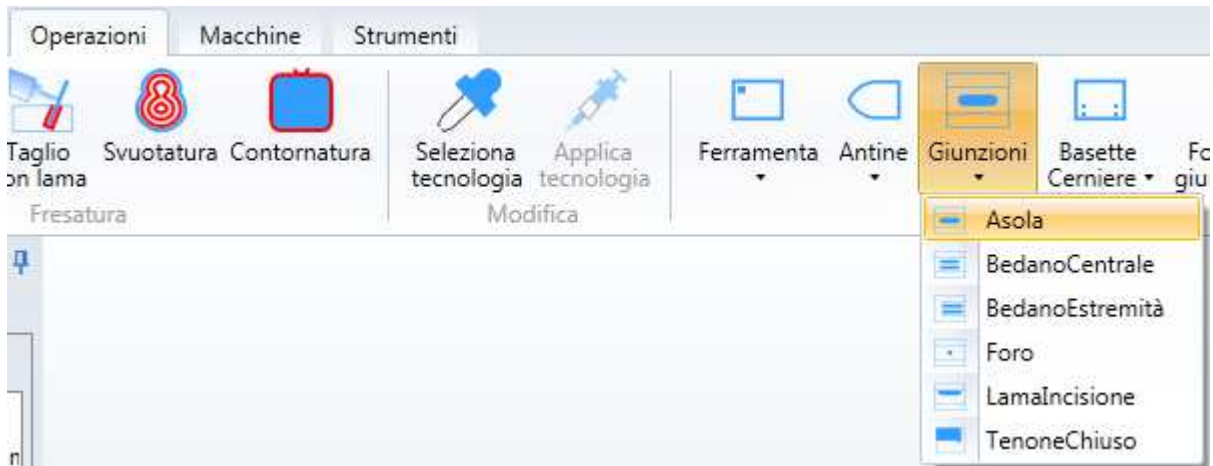 Operazioni Macchine Strumenti
Taglio Svuotatura Contornatura Seleziona Applica Ferramenta Antine Giunzioni Basette
lama tecnologia tecnologia Cerniere
Fresatura Modifica
Asola
BedanoCentrale
BedanoEstremità
Foro
LamaIncisione
TenoneChiuso